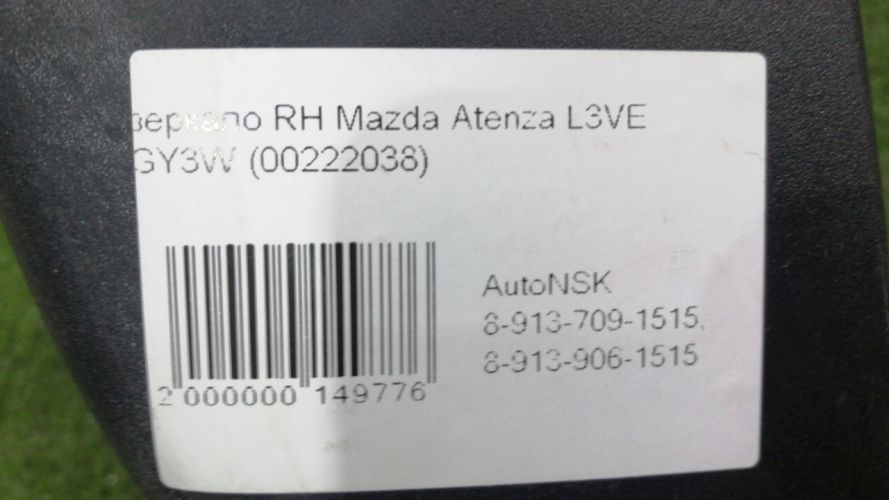 зеркало RH Mazda Atenza L3VE
GY3W (00222038)
AutoNSK
8-913-709-1515,
8-913-906-1515
2 000000 149776